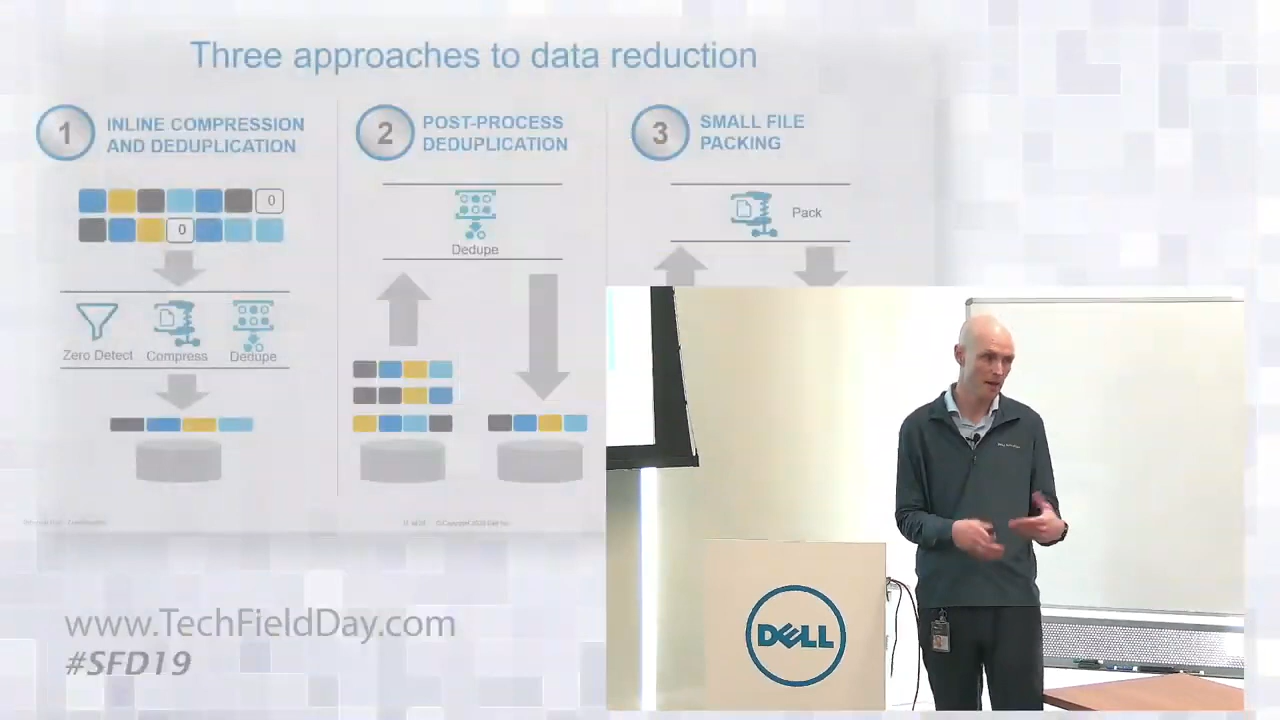 Three approaches to data reduction
1
INLINE COMPRESSION
AND DEDUPLICATION
0
0
Zero Detect
Compress
Dedupe
2
POST-PROCESS
DEDUPLICATION
Dedupe
3
SMALL FILE
PACKING
Pack
www.TechFieldDay.com
#SFD19
DELL